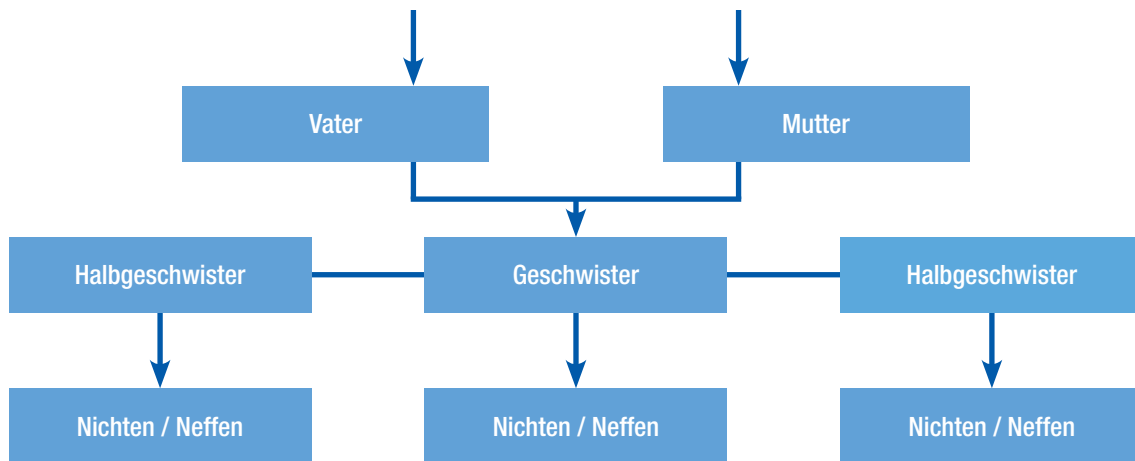 Vater
Mutter
Halbgeschwister
Geschwister
Halbgeschwister
Nichten / Neffen
Nichten / Neffen
Nichten / Neffen